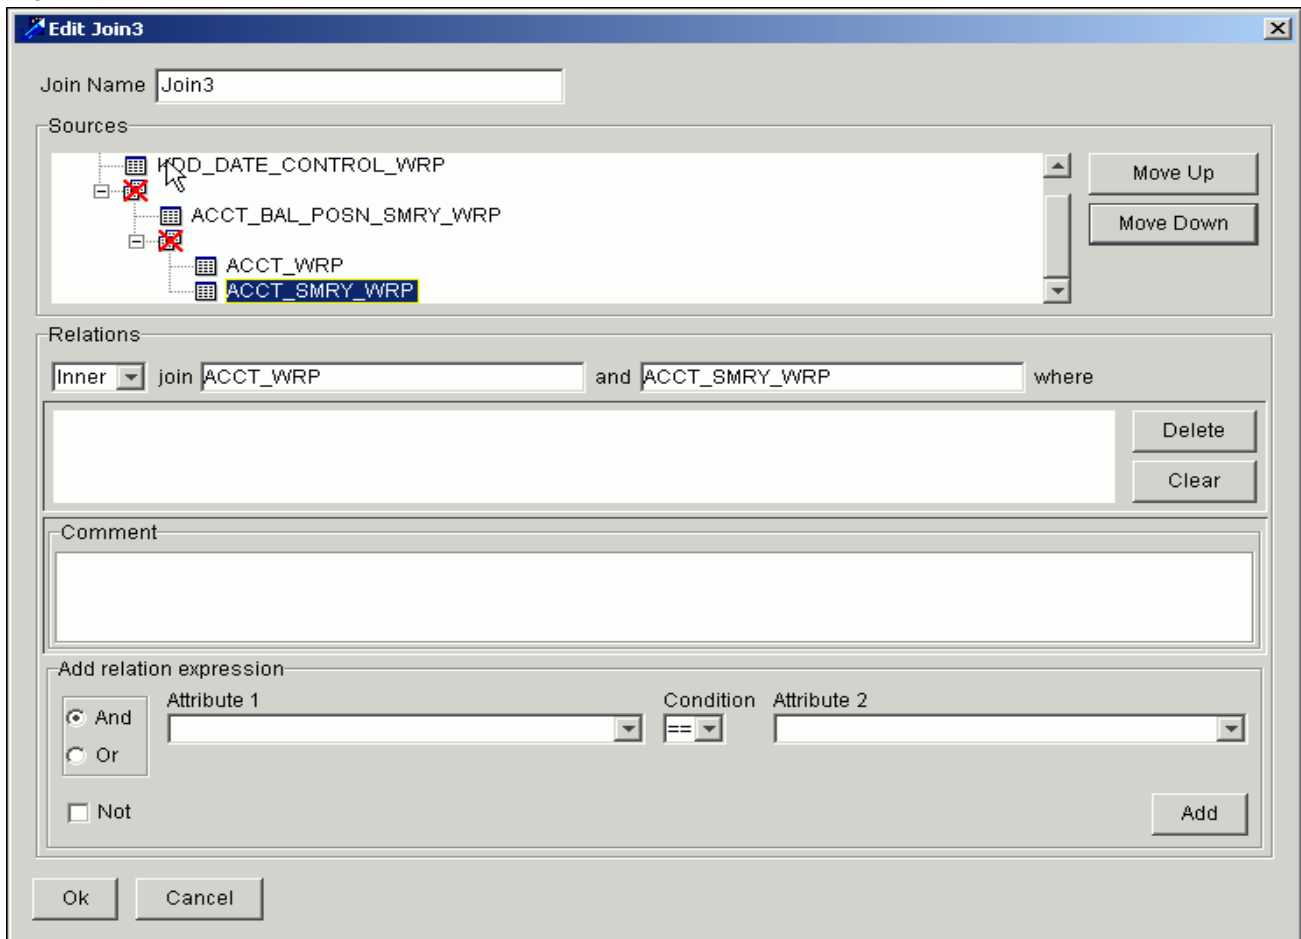 Edit Join3
Join Name Join3
Sources
KDD_DATE_CONTROL_WRP
Move Up
ACCT_BAL_POSN_SMRY_WRP
Move Down
ACCT_WRP
ACCT_SMRY_WRP
Relations
Inner join ACCT_WRP and ACCT_SMRY_WRP where
Delete
Clear
Comment
Add relation expression
Attribute 1 Condition Attribute 2
And
==
Or
Not
Add
Ok Cancel